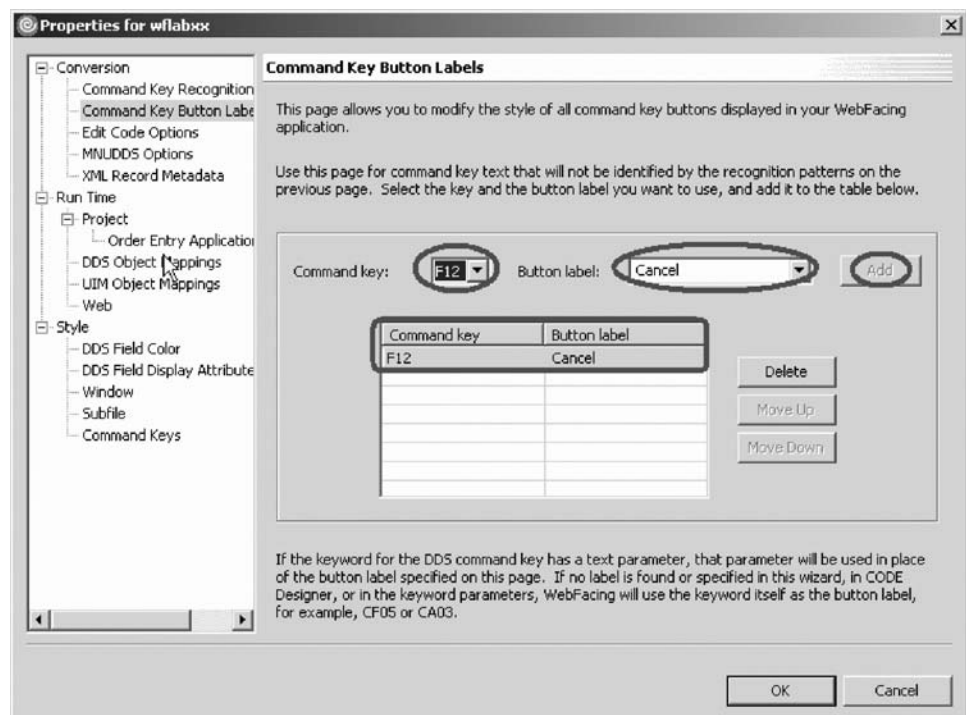 Properties for wflabxx
Conversion
Command Key Recognition
Command Key Button Labe
Edit Code Options
MNUDDS Options
XML Record Metadata
Run Time
Project
Order Entry Application
DDS Object Mappings
UIM Object Mappings
Web
Style
DDS Field Color
DDS Field Display Attribute
Window
Subfile
Command Keys
Command Key Button Labels
This page allows you to modify the style of all command key buttons displayed in your WebFacing
application.
Use this page for command key text that will not be identified by the recognition patterns on the
previous page. Select the key and the button label you want to use, and add it to the table below.
Command key: F12 Button label: Cancel Add
Command key Button label
F12 Cancel
Delete
Move Up
Move Down
If the keyword for the DDS command key has a text parameter, that parameter will be used in place
of the button label specified on this page. If no label is found or specified in this wizard, in CODE
Designer, or in the keyword parameters, WebFacing will use the keyword itself as the button label,
for example, CF05 or CA03.
OK Cancel